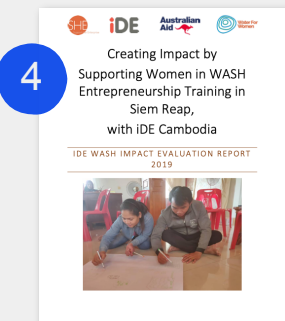 SHE
iDE
Australian
Aid
Water For
Women
4
Creating Impact by
Supporting Women in WASH
Entrepreneurship Training in
Siem Reap,
with iDE Cambodia
IDE WASH IMPACT EVALUATION REPORT
2019